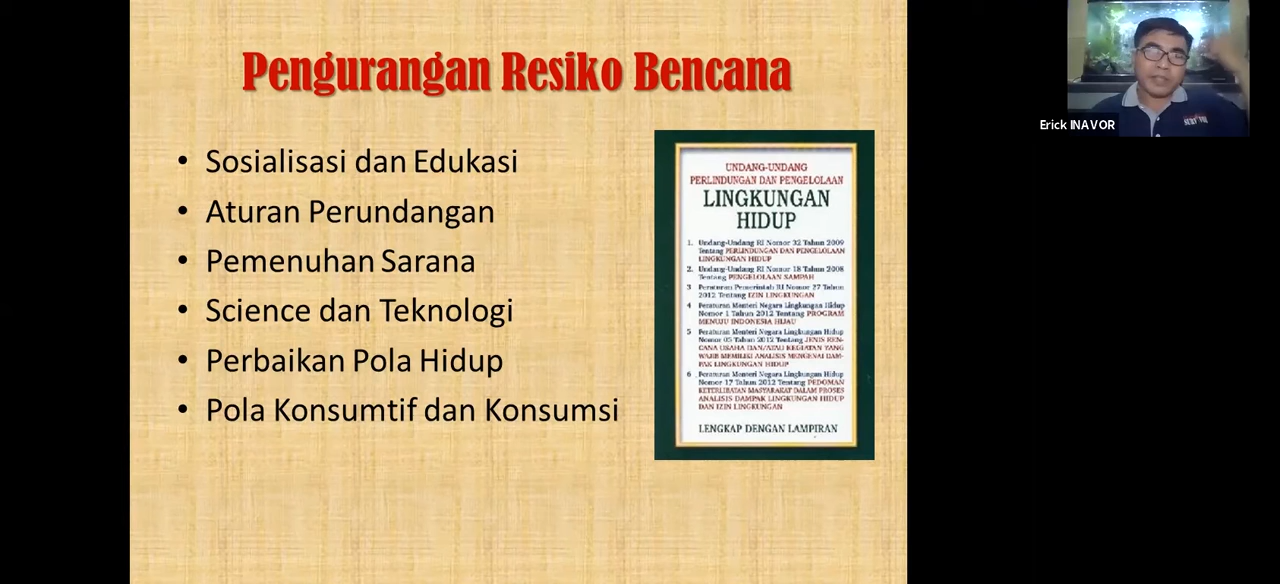 Pengurangan Resiko Bencana
• Sosialisasi dan Edukasi
• Aturan Perundangan
• Pemenuhan Sarana
• Science dan Teknologi
• Perbaikan Pola Hidup
• Pola Konsumtif dan Konsumsi
UNDANG-UNDANG
PERLINDUNGAN DAN PENGELOLAAN
LINGKUNGAN
HIDUP
1. Undang-Undang RI Nomor 32 Tahun 2009
Tentang PERLINDUNGAN DAN PENGELOLAAN
LINGKUNGAN HIDUP
2. Undang-Undang RI Nomor 18 Tahun 2008
Tentang PENGELOLAAN SAMPAH
3 Peraturan Pemerintah RI Nomor 27 Tahun
2012 Tentang IZIN LINGKUNGAN
4 Peraturan Menteri Negara Lingkungan Hidup
Nomor 1 Tahun 2012 Tentang PROGRAM
MENUJU INDONESIA HIJAU
5 Peraturan Menteri Negara Lingkungan Hidup
Nomor 05 Tahun 2012 Tentang JENIS REN-
CANA USAHA DAN/ATAU KEGIATAN YANG
WAJIB MEMILIKI ANALISIS MENGENAI DAM-
PAK LINGKUNGAN HIDUP
6 Peraturan Menteri Negara Lingkungan Hidup
Nomor 17 Tahun 2012 Tentang PEDOMAN
KETERLIBATAN MASYARAKAT DALAM PROSES
ANALISIS DAMPAK LINGKUNGAN HIDUP
DAN IZIN LINGKUNGAN
LENGKAP DENGAN LAMPIRAN
Erick INAVOR